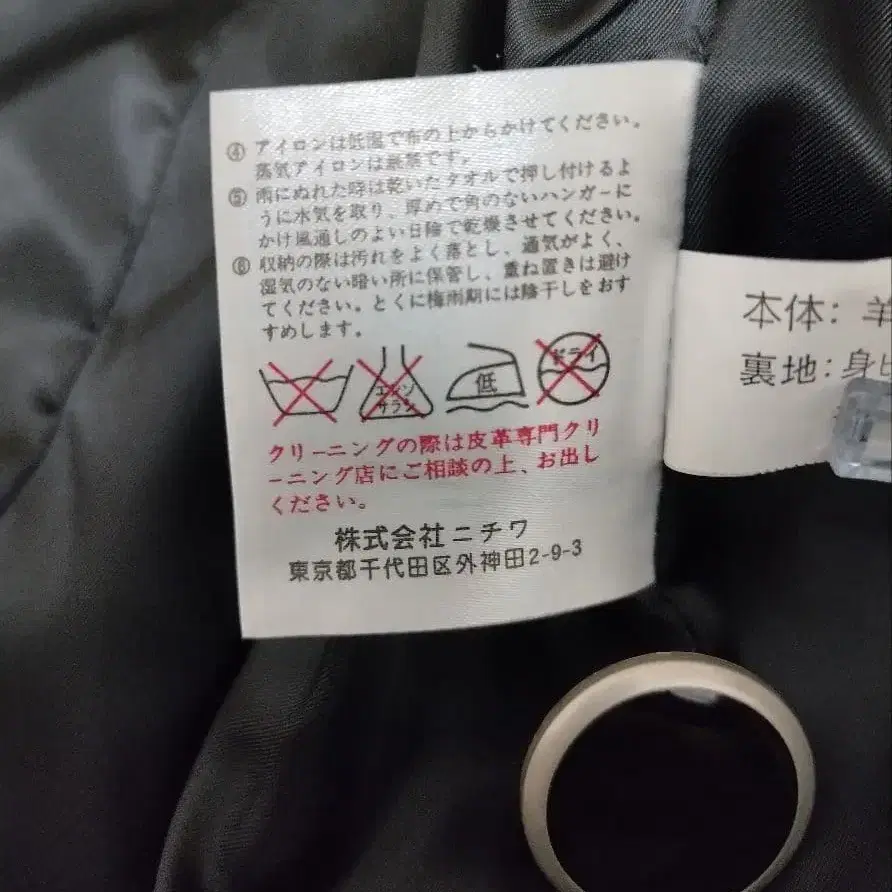 ④ アイロンは低温で布の上からかけてください。
蒸気アイロンは厳禁です。
⑤ 雨にぬれた時は乾いたタオルで押し付けるよ
うに水気を取り、厚めで角のないハンガーに
かけ風通しのよい日陰で乾燥させてください。
⑥ 収納の際は汚れをよく落とし、通気がよく、
湿気のない暗い所に保管し、重ね置きは避け
てください。とくに梅雨期には陰干しをおす
すめします。
エンソ
サラシ
低
ドライ
クリーニングの際は皮革専門クリ
ーニング店にご相談の上、お出し
ください。
株式会社ニチワ
東京都千代田区外神田2-9-3
本体: 羊
裏地:身